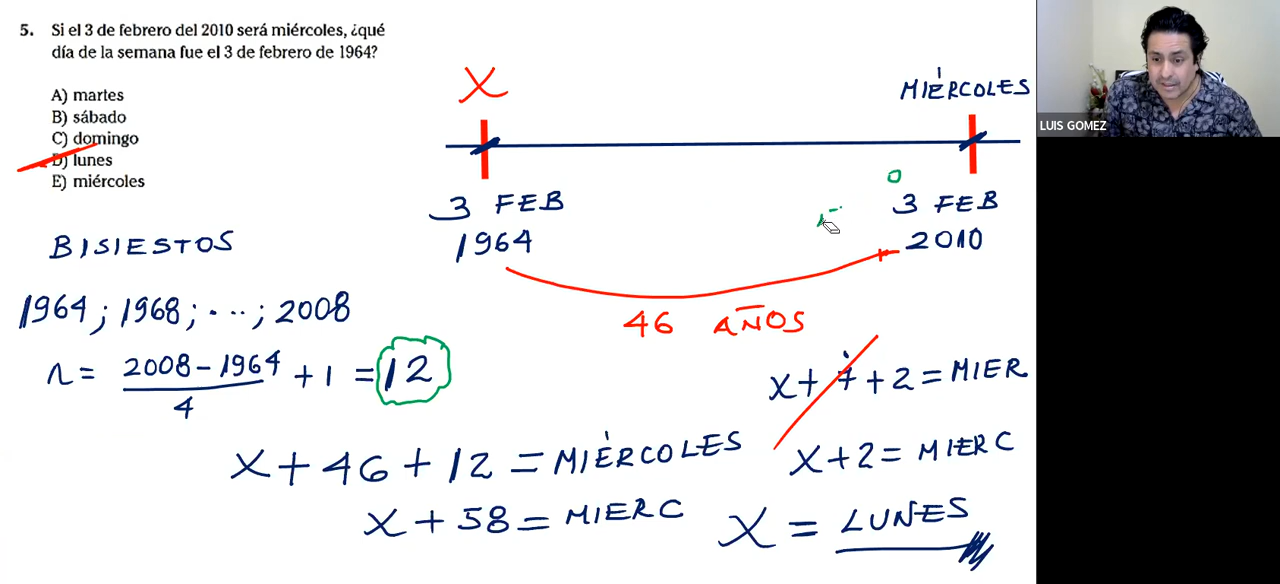 5. Si el 3 de febrero del 2010 será miércoles, ¿qué
día de la semana fue el 3 de febrero de 1964?
A) martes
B) sábado
C) domingo
D) lunes
E) miércoles
X
MIÉRCOLES
LUIS GOMEZ
3 FEB
1964
3 FEB
2010
46 AÑOS
BISIESTOS
1964; 1968; ...; 2008
n = (2008 - 1964)/4 + 1 = 12
X + 46 + 12 = MIÉRCOLES
X + 58 = MIERC
X + 7̇ + 2 = MIER
X + 2 = MIERC
X = LUNES